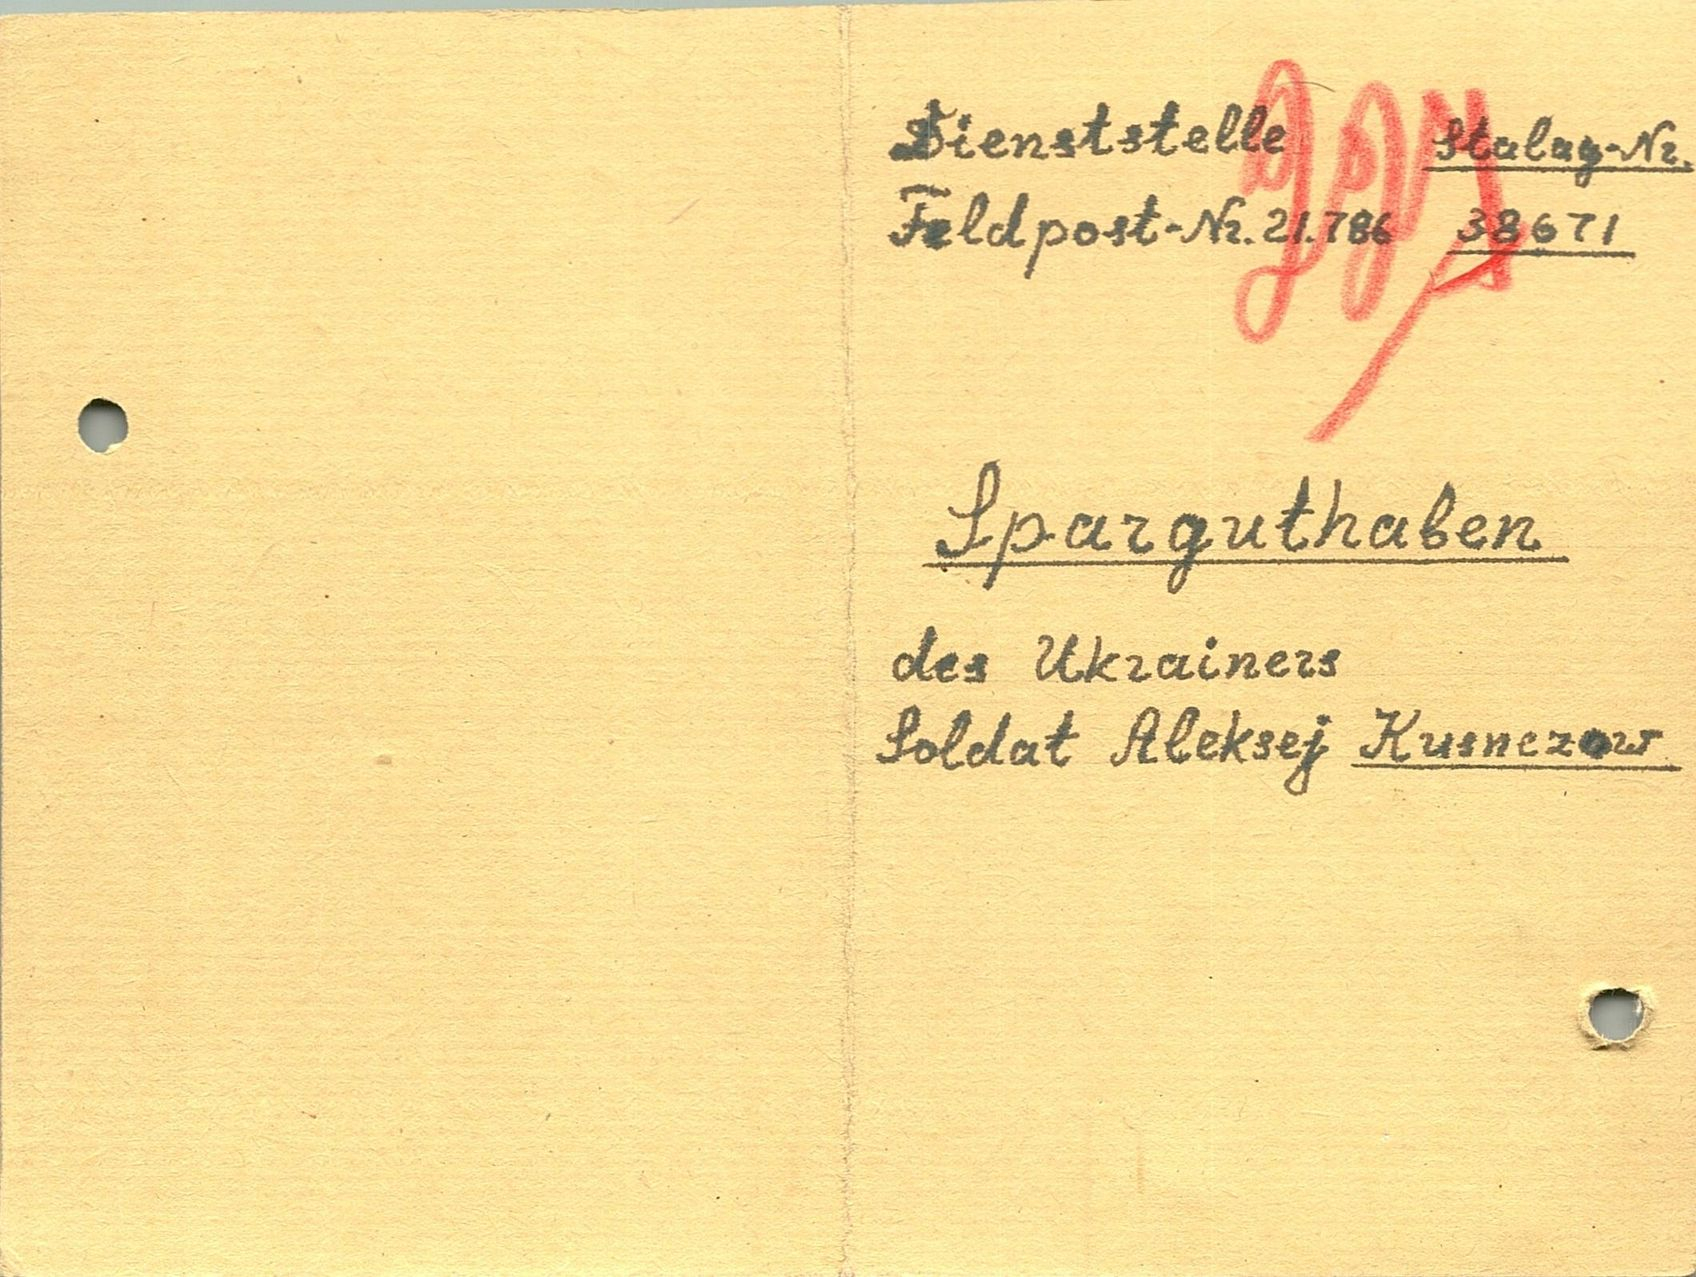 Dienststelle Stalag-Nr.
Feldpost-Nr. 21.786 38671
Sparguthaben
des Ukrainers
Soldat Aleksej Kusnezow